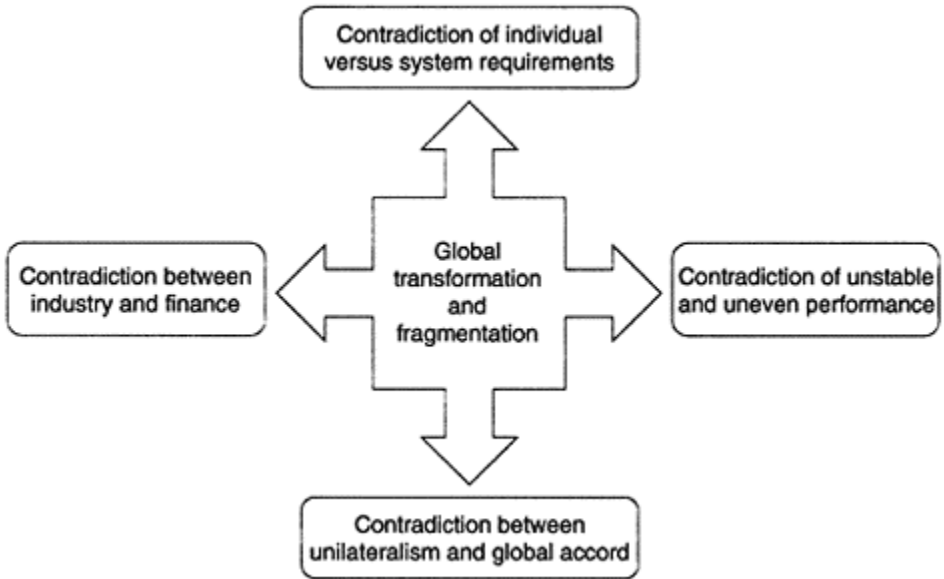 Contradiction of individual
versus system requirements
Contradiction between
industry and finance
Global
transformation
and
fragmentation
Contradiction of unstable
and uneven performance
Contradiction between
unilateralism and global accord